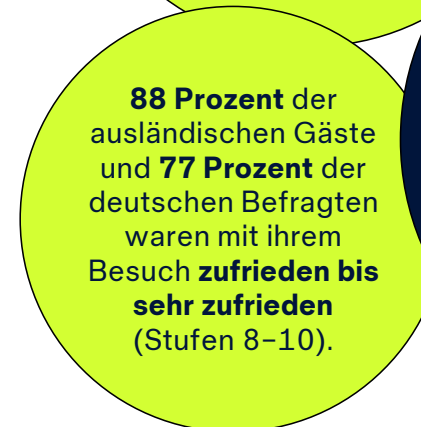 88 Prozent der
ausländischen Gäste
und 77 Prozent der
deutschen Befragten
waren mit ihrem
Besuch zufrieden bis
sehr zufrieden
(Stufen 8–10).